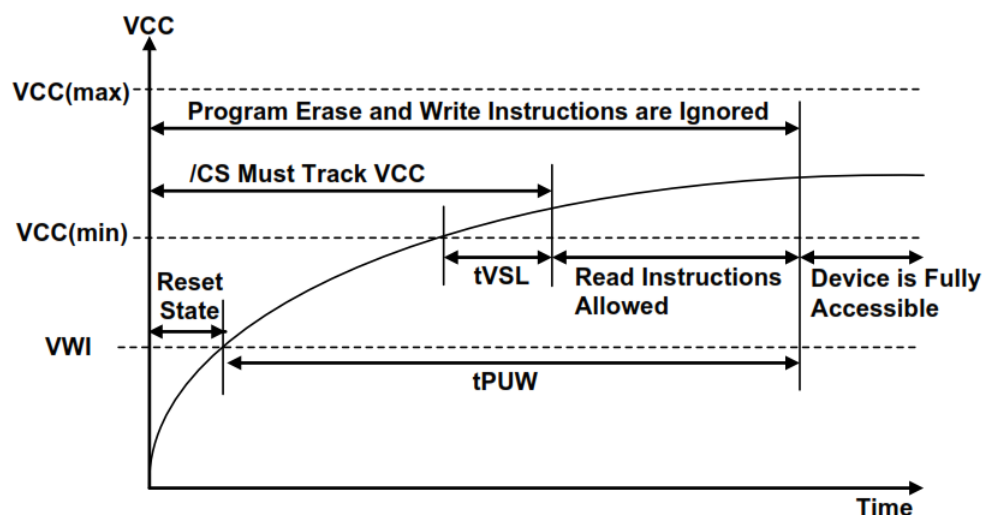 VCC
VCC(max)
Program Erase and Write Instructions are Ignored
/CS Must Track VCC
VCC(min)
Reset
State
tVSL
Read Instructions
Allowed
Device is Fully
Accessible
VWI
tPUW
Time